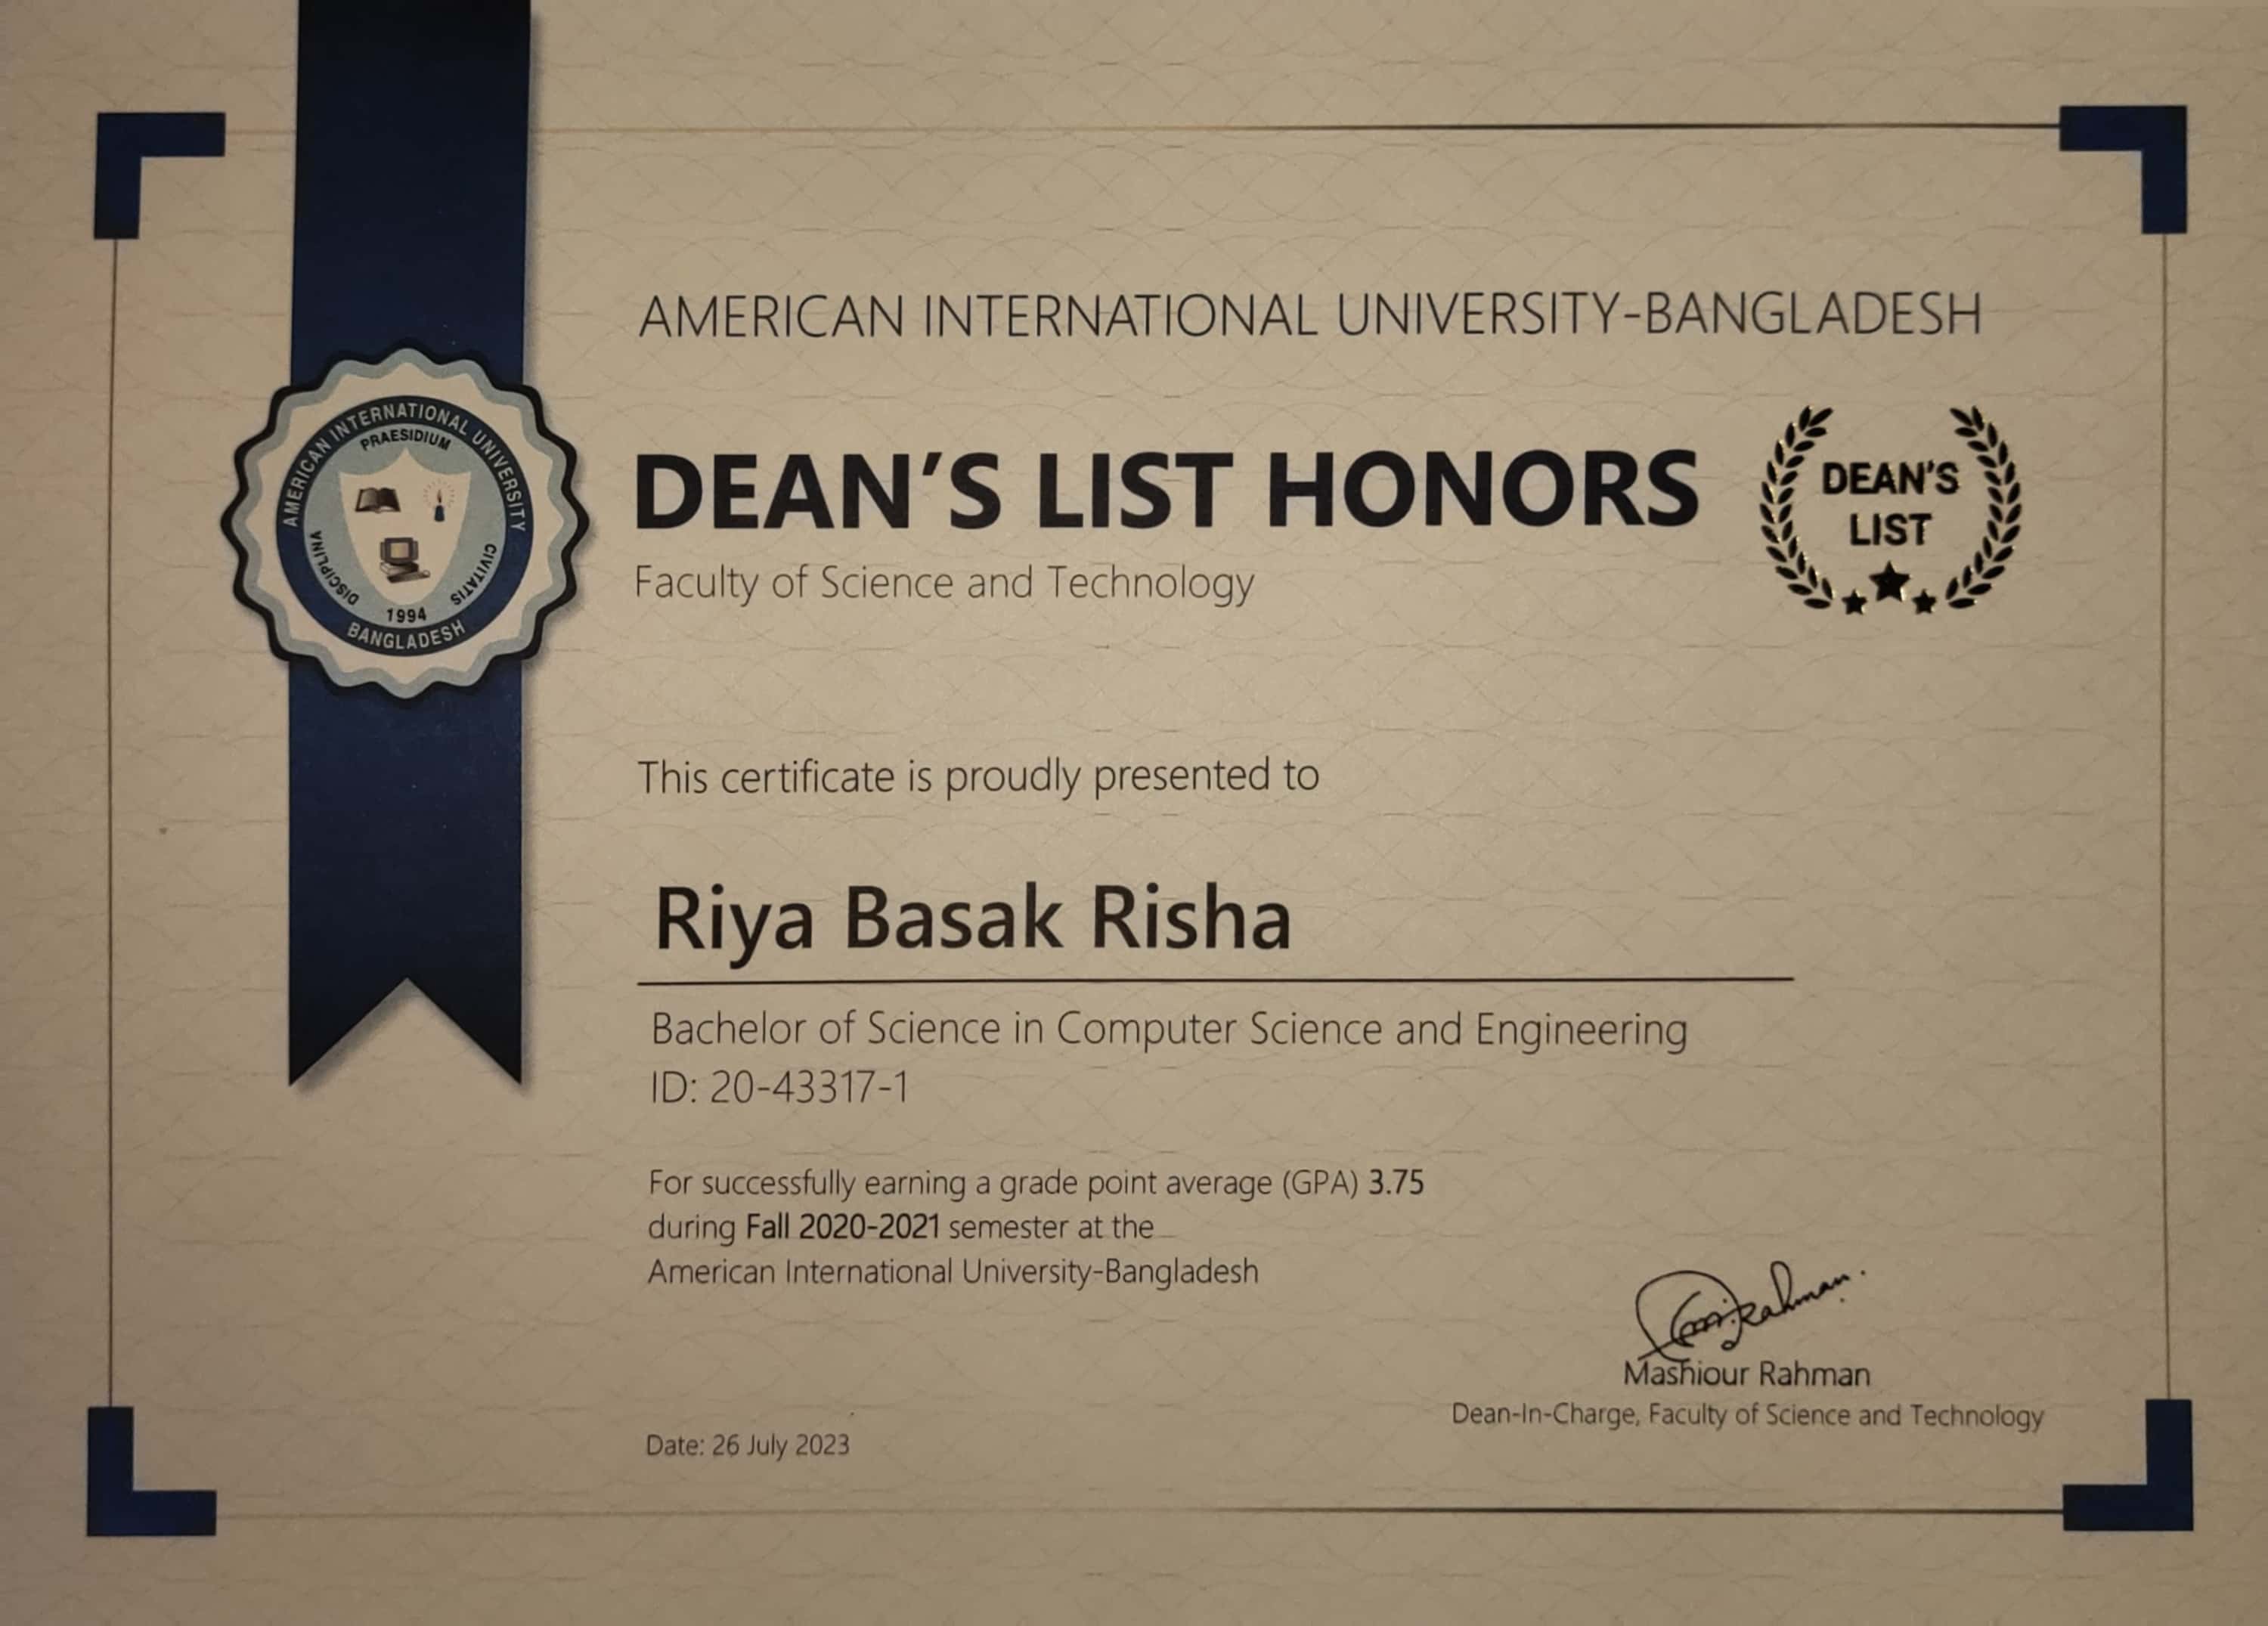 AMERICAN INTERNATIONAL UNIVERSITY-BANGLADESH
AMERICAN INTERNATIONAL UNIVERSITY
PRAESIDIUM
DISCIPLINA
CIVITATIS
1994
BANGLADESH
DEAN'S LIST HONORS
DEAN'S
LIST
Faculty of Science and Technology
This certificate is proudly presented to
Riya Basak Risha
Bachelor of Science in Computer Science and Engineering
ID: 20-43317-1
For successfully earning a grade point average (GPA) 3.75
during Fall 2020-2021 semester at the
American International University-Bangladesh
Mashiour Rahman
Dean-In-Charge, Faculty of Science and Technology
Date: 26 July 2023